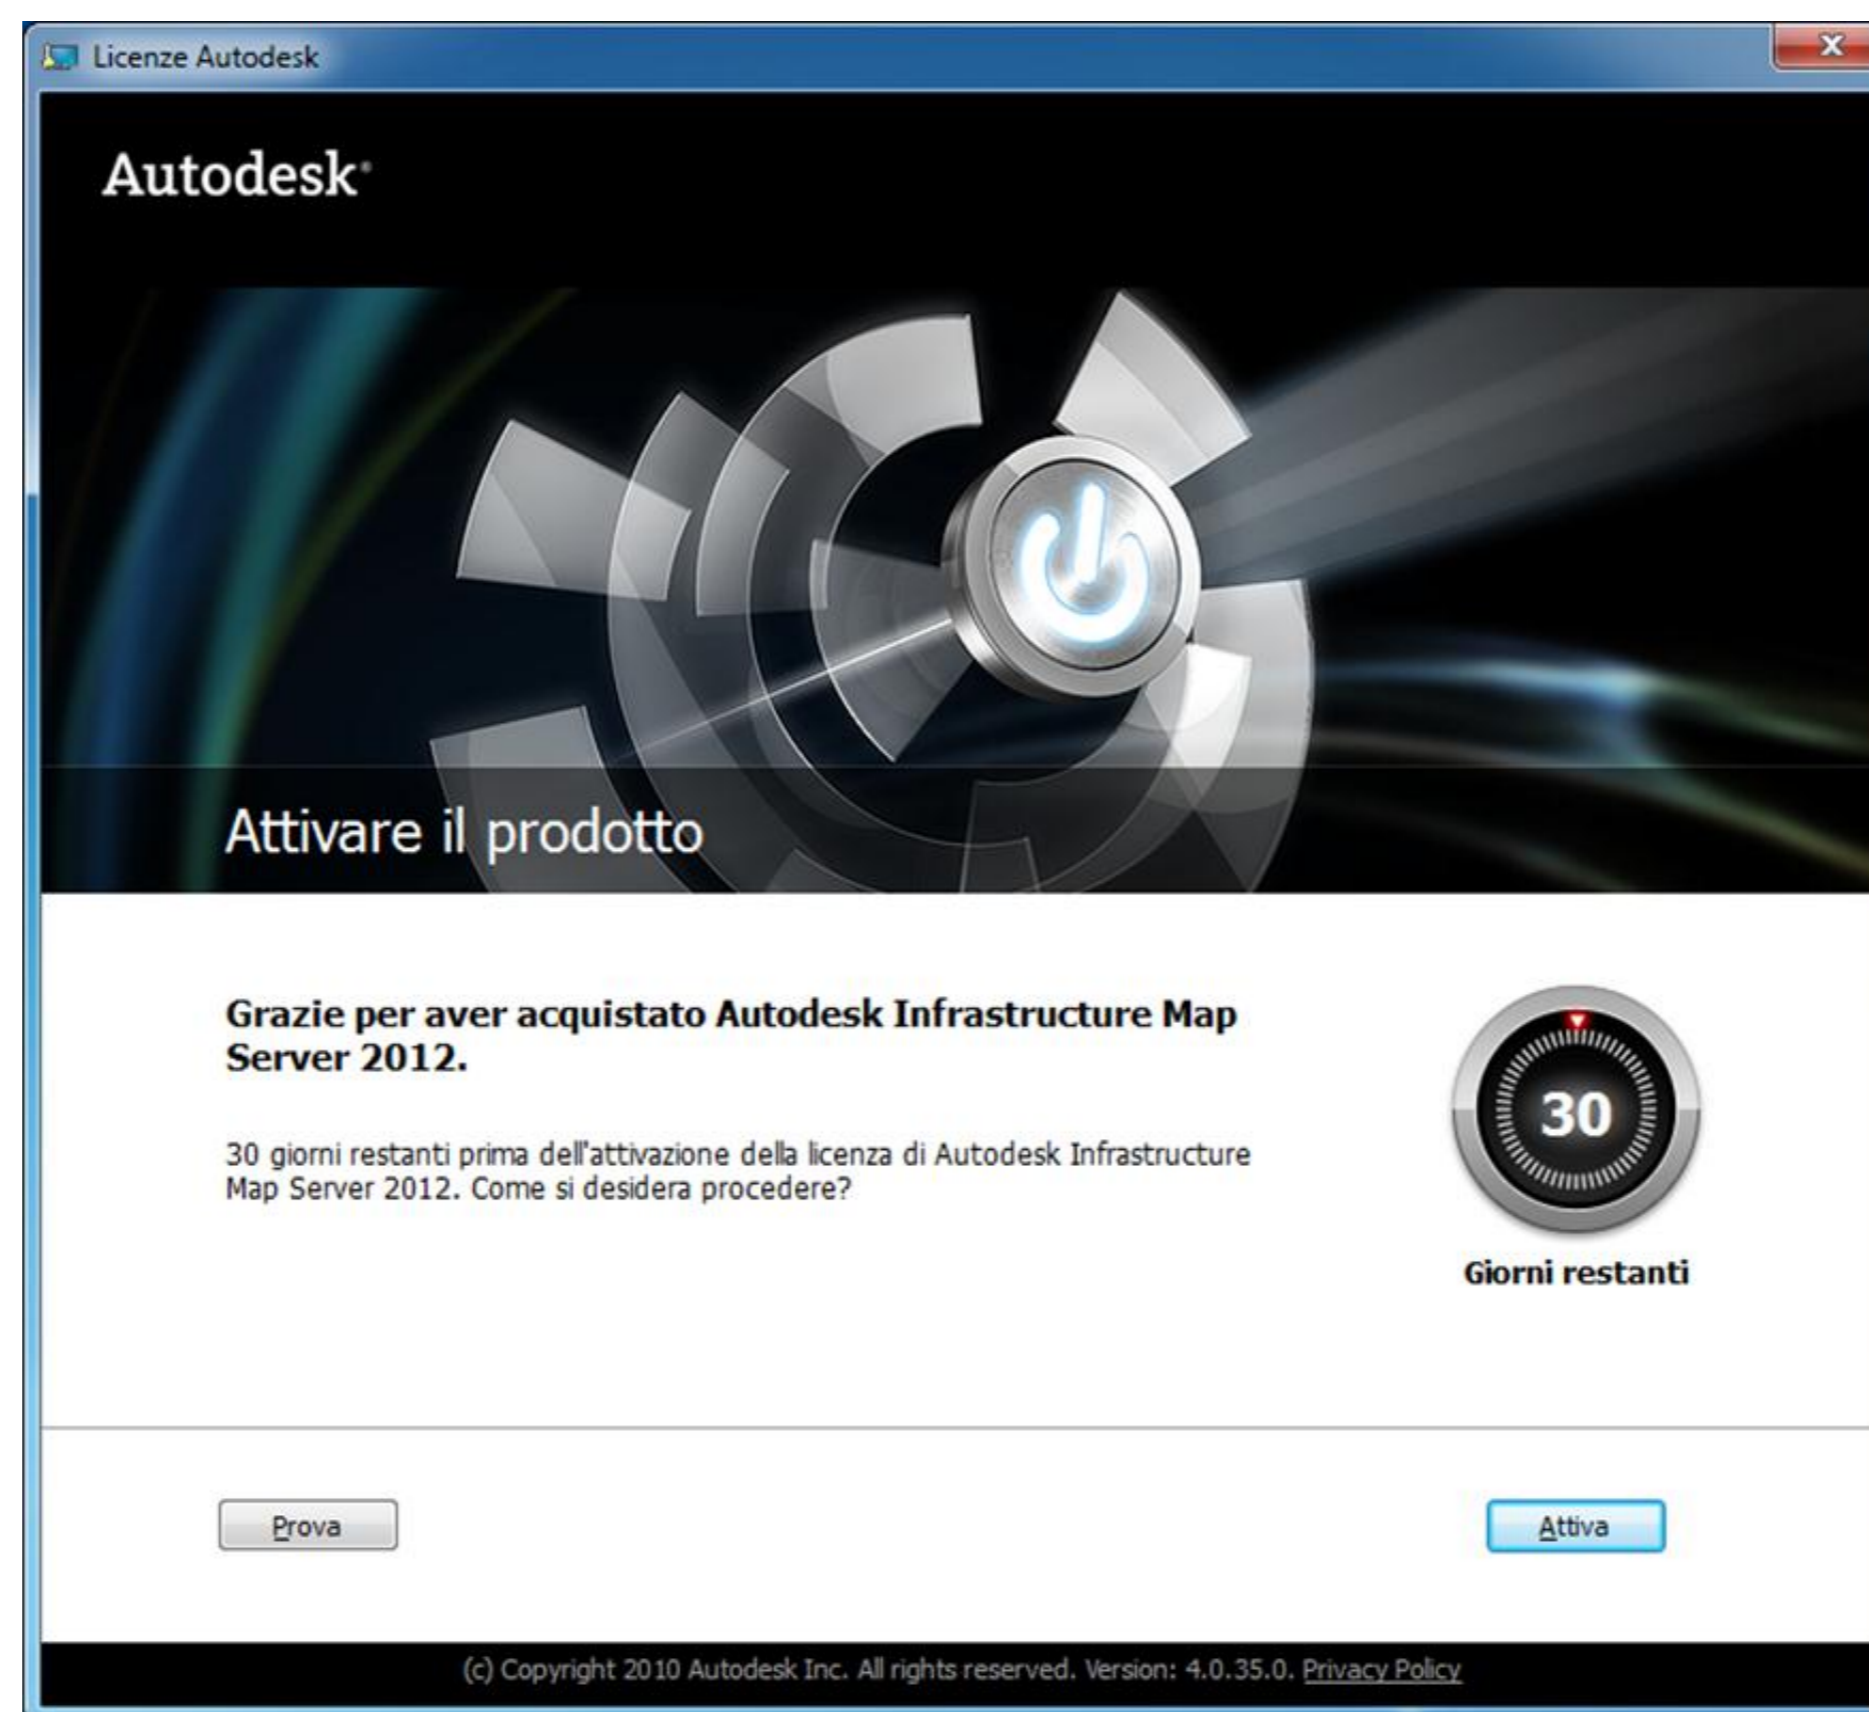 Licenze Autodesk
Autodesk®
Attivare il prodotto
Grazie per aver acquistato Autodesk Infrastructure Map
Server 2012.
30 giorni restanti prima dell'attivazione della licenza di Autodesk Infrastructure
Map Server 2012. Come si desidera procedere?
30
Giorni restanti
Prova
Attiva
(c) Copyright 2010 Autodesk Inc. All rights reserved. Version: 4.0.35.0. Privacy Policy